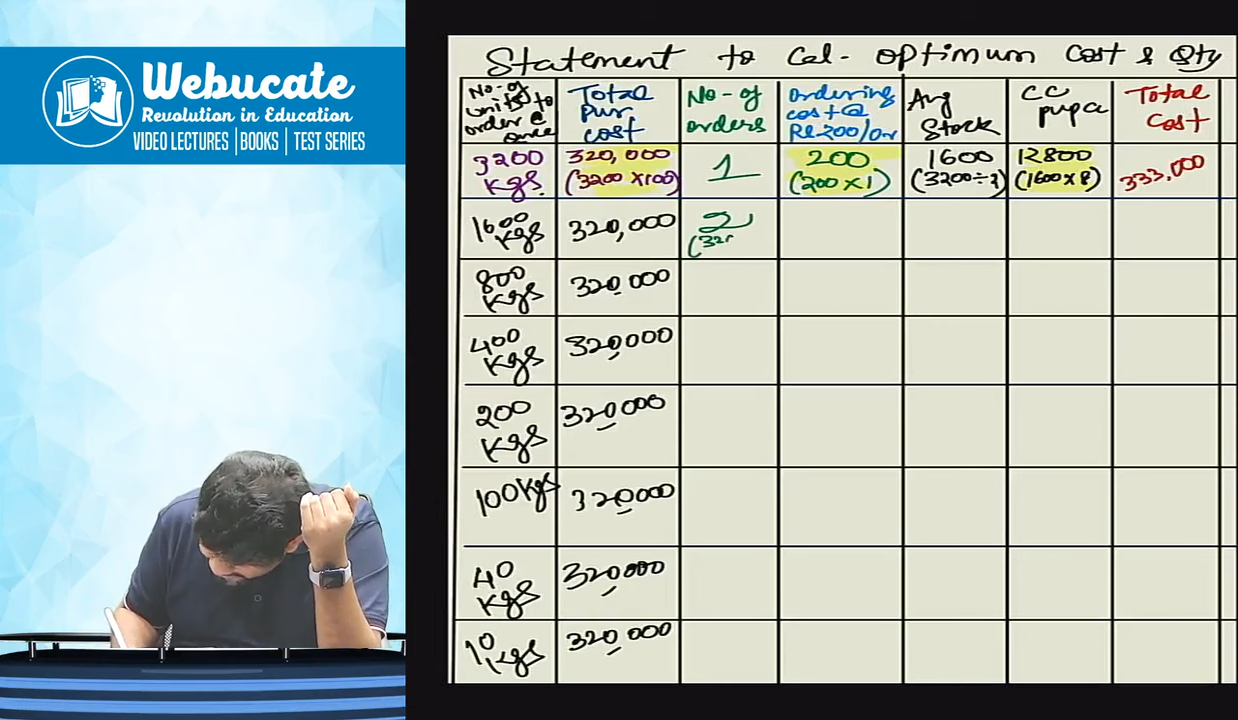 Webucate
Revolution in Education
VIDEO LECTURES | BOOKS | TEST SERIES
Statement to Cal- optimum Cost & Qty
No-of units to order @ once
Total Pur cost
No-of orders
ordering cost @ Rs 200/or
Avg Stock
CC pupa
Total Cost
3200 Kgs.
320,000
(3200 x 100)
1
200
(200 x 1)
1600
(3200÷2)
12800
(1600 x 8)
333,000
1600 Kgs
320,000
2
(320
800 Kgs
320,000
400 Kgs
320,000
200 Kgs
320,000
100 Kgs
320,000
40 Kgs
320,000
10 Kgs
320,000